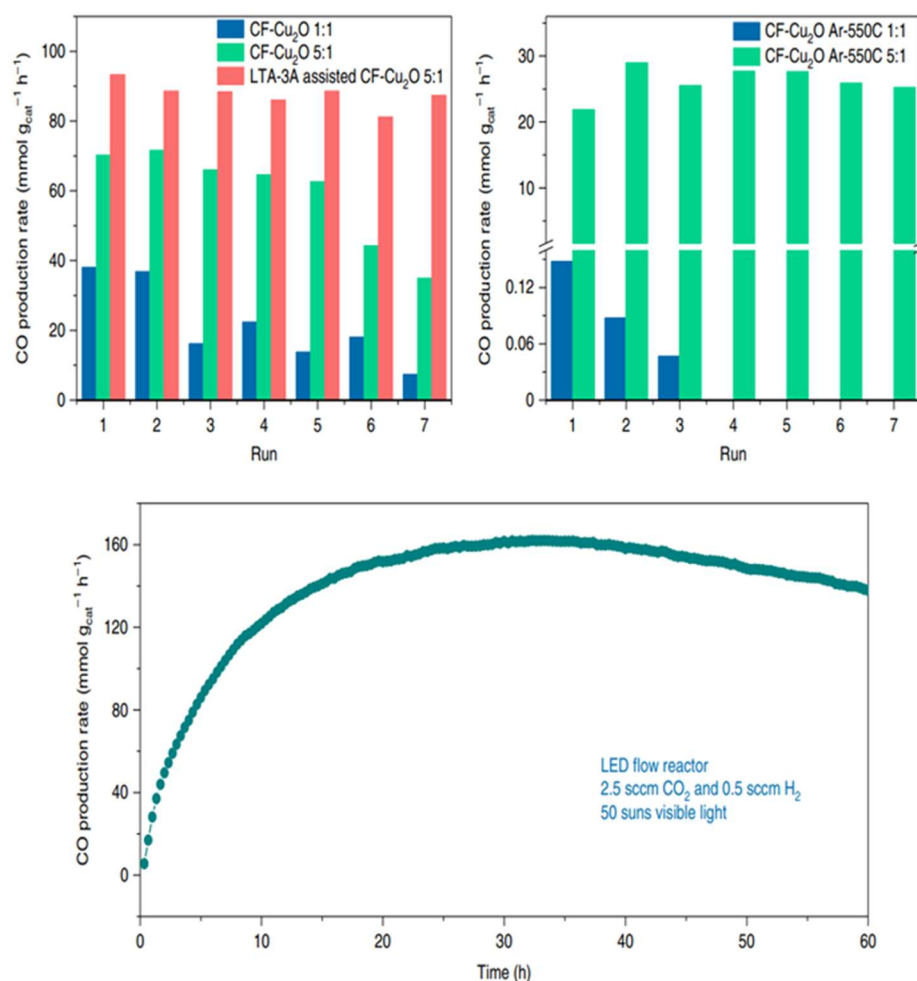 CF-Cu₂O 1:1
CF-Cu₂O 5:1
LTA-3A assisted CF-Cu₂O 5:1
CO production rate (mmol g꜀ₐₜ⁻¹ h⁻¹)
100
80
60
40
20
0
1 2 3 4 5 6 7
Run
CF-Cu₂O Ar-550C 1:1
CF-Cu₂O Ar-550C 5:1
CO production rate (mmol g꜀ₐₜ⁻¹ h⁻¹)
30
20
10
0.12
0.06
0
1 2 3 4 5 6 7
Run
CO production rate (mmol g꜀ₐₜ⁻¹ h⁻¹)
160
120
80
40
0
LED flow reactor
2.5 sccm CO₂ and 0.5 sccm H₂
50 suns visible light
0 10 20 30 40 50 60
Time (h)